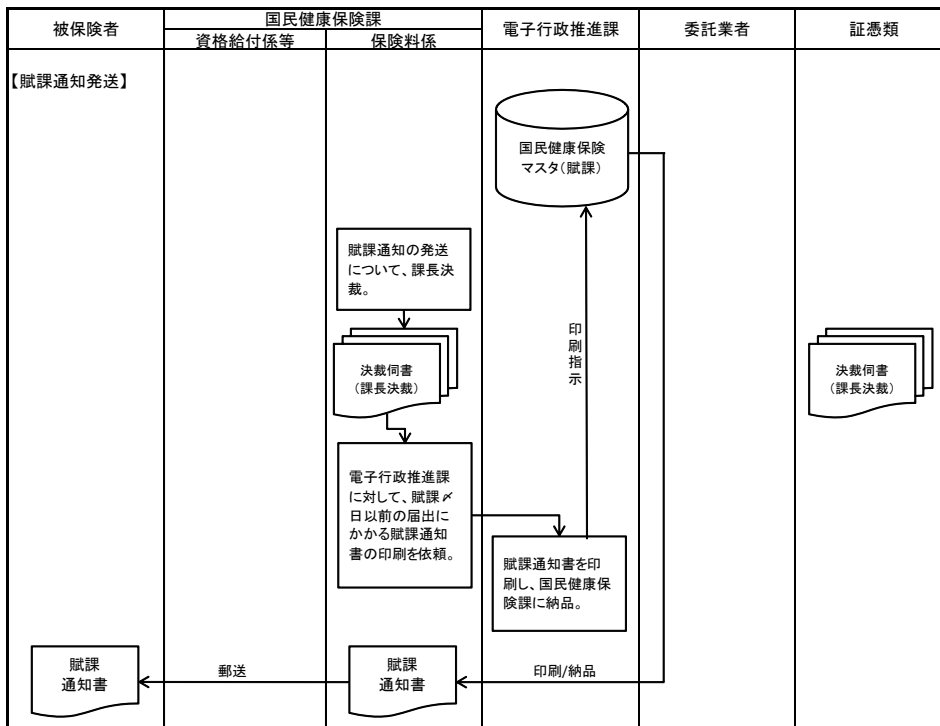 被保険者
国民健康保険課
資格給付係等
保険料係
電子行政推進課
委託業者
証憑類
【賦課通知発送】
国民健康保険
マスタ(賦課)
賦課通知の発送
について、課長決
裁。
印刷指示
決裁伺書
(課長決裁)
決裁伺書
(課長決裁)
電子行政推進課
に対して、賦課〆
日以前の届出に
かかる賦課通知
書の印刷を依頼。
賦課通知書を印
刷し、国民健康保
険課に納品。
賦課
通知書
郵送
賦課
通知書
印刷/納品